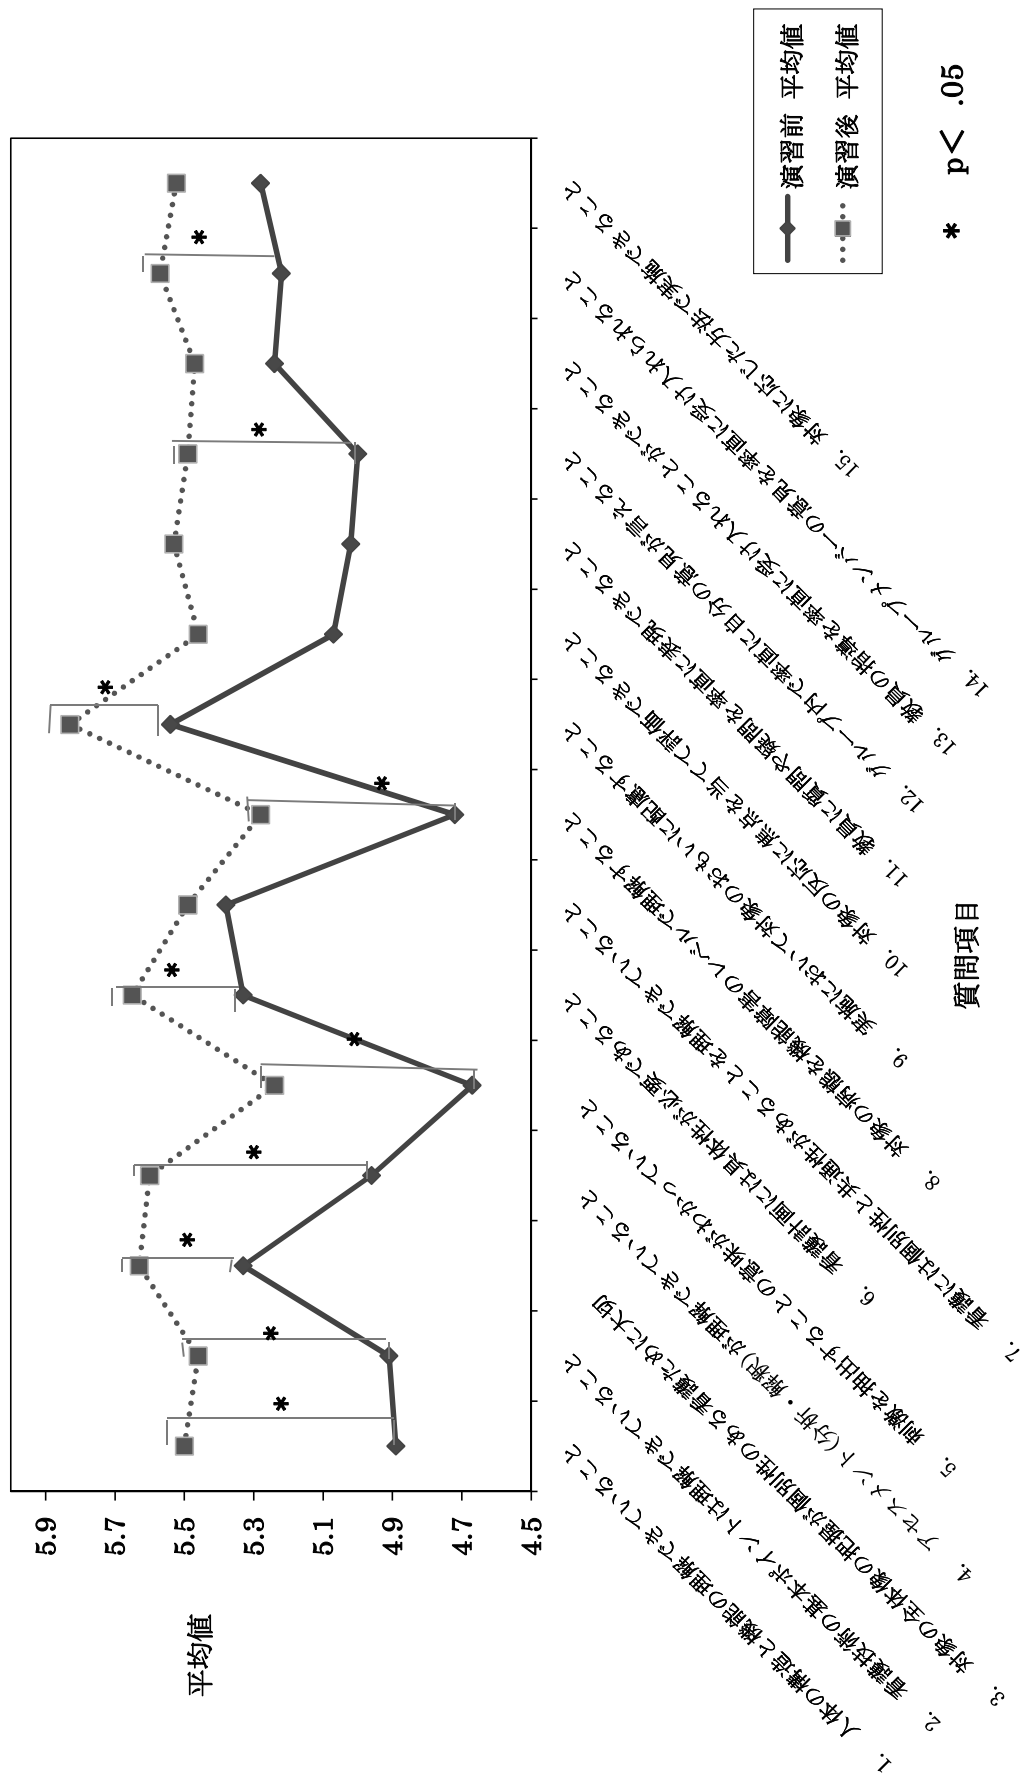 平均値
5.9
5.7
5.5
5.3
5.1
4.9
4.7
4.5
*
*
*
*
*
*
*
*
*
*
1. 人体の構造と機能の理解できていること
2. 看護技術の基本ポイントは理解できていること
3. 対象の全体像の把握が個別性のある看護ために大切
4. アセスメント(分析・解釈)が理解できていること
5. 刺激を抽出することの意味がわかっていること
6. 看護計画には具体性が必要であること
7. 看護には個別性と共通性があることを理解できていること
8. 対象の病態を機能障害のレベルで理解すること
9. 実施において対象のおもいに配慮すること
10. 対象の反応に焦点を当てて評価できること
11. 教員に質問や疑問を率直に表現できること
12. グループ内で率直に自分の意見が言えること
13. 教員の指導を率直に受け入れることができること
14. グループメンバーの意見を率直に受け入れられること
15. 対象に応じた方法で実施できること
質問項目
演習前 平均値
演習後 平均値
* p< .05